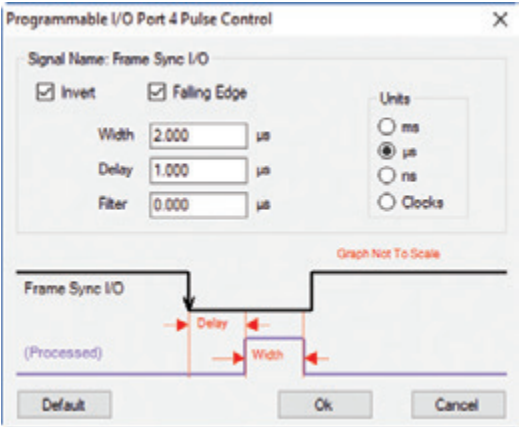 Programmable I/O Port 4 Pulse Control
Signal Name: Frame Sync I/O
Invert
Falling Edge
Units
Width 2.000 µs
Delay 1.000 µs
Filter 0.000 µs
ms
µs
ns
Clocks
Graph Not To Scale
Frame Sync I/O
Delay
(Processed)
Width
Default
Ok
Cancel